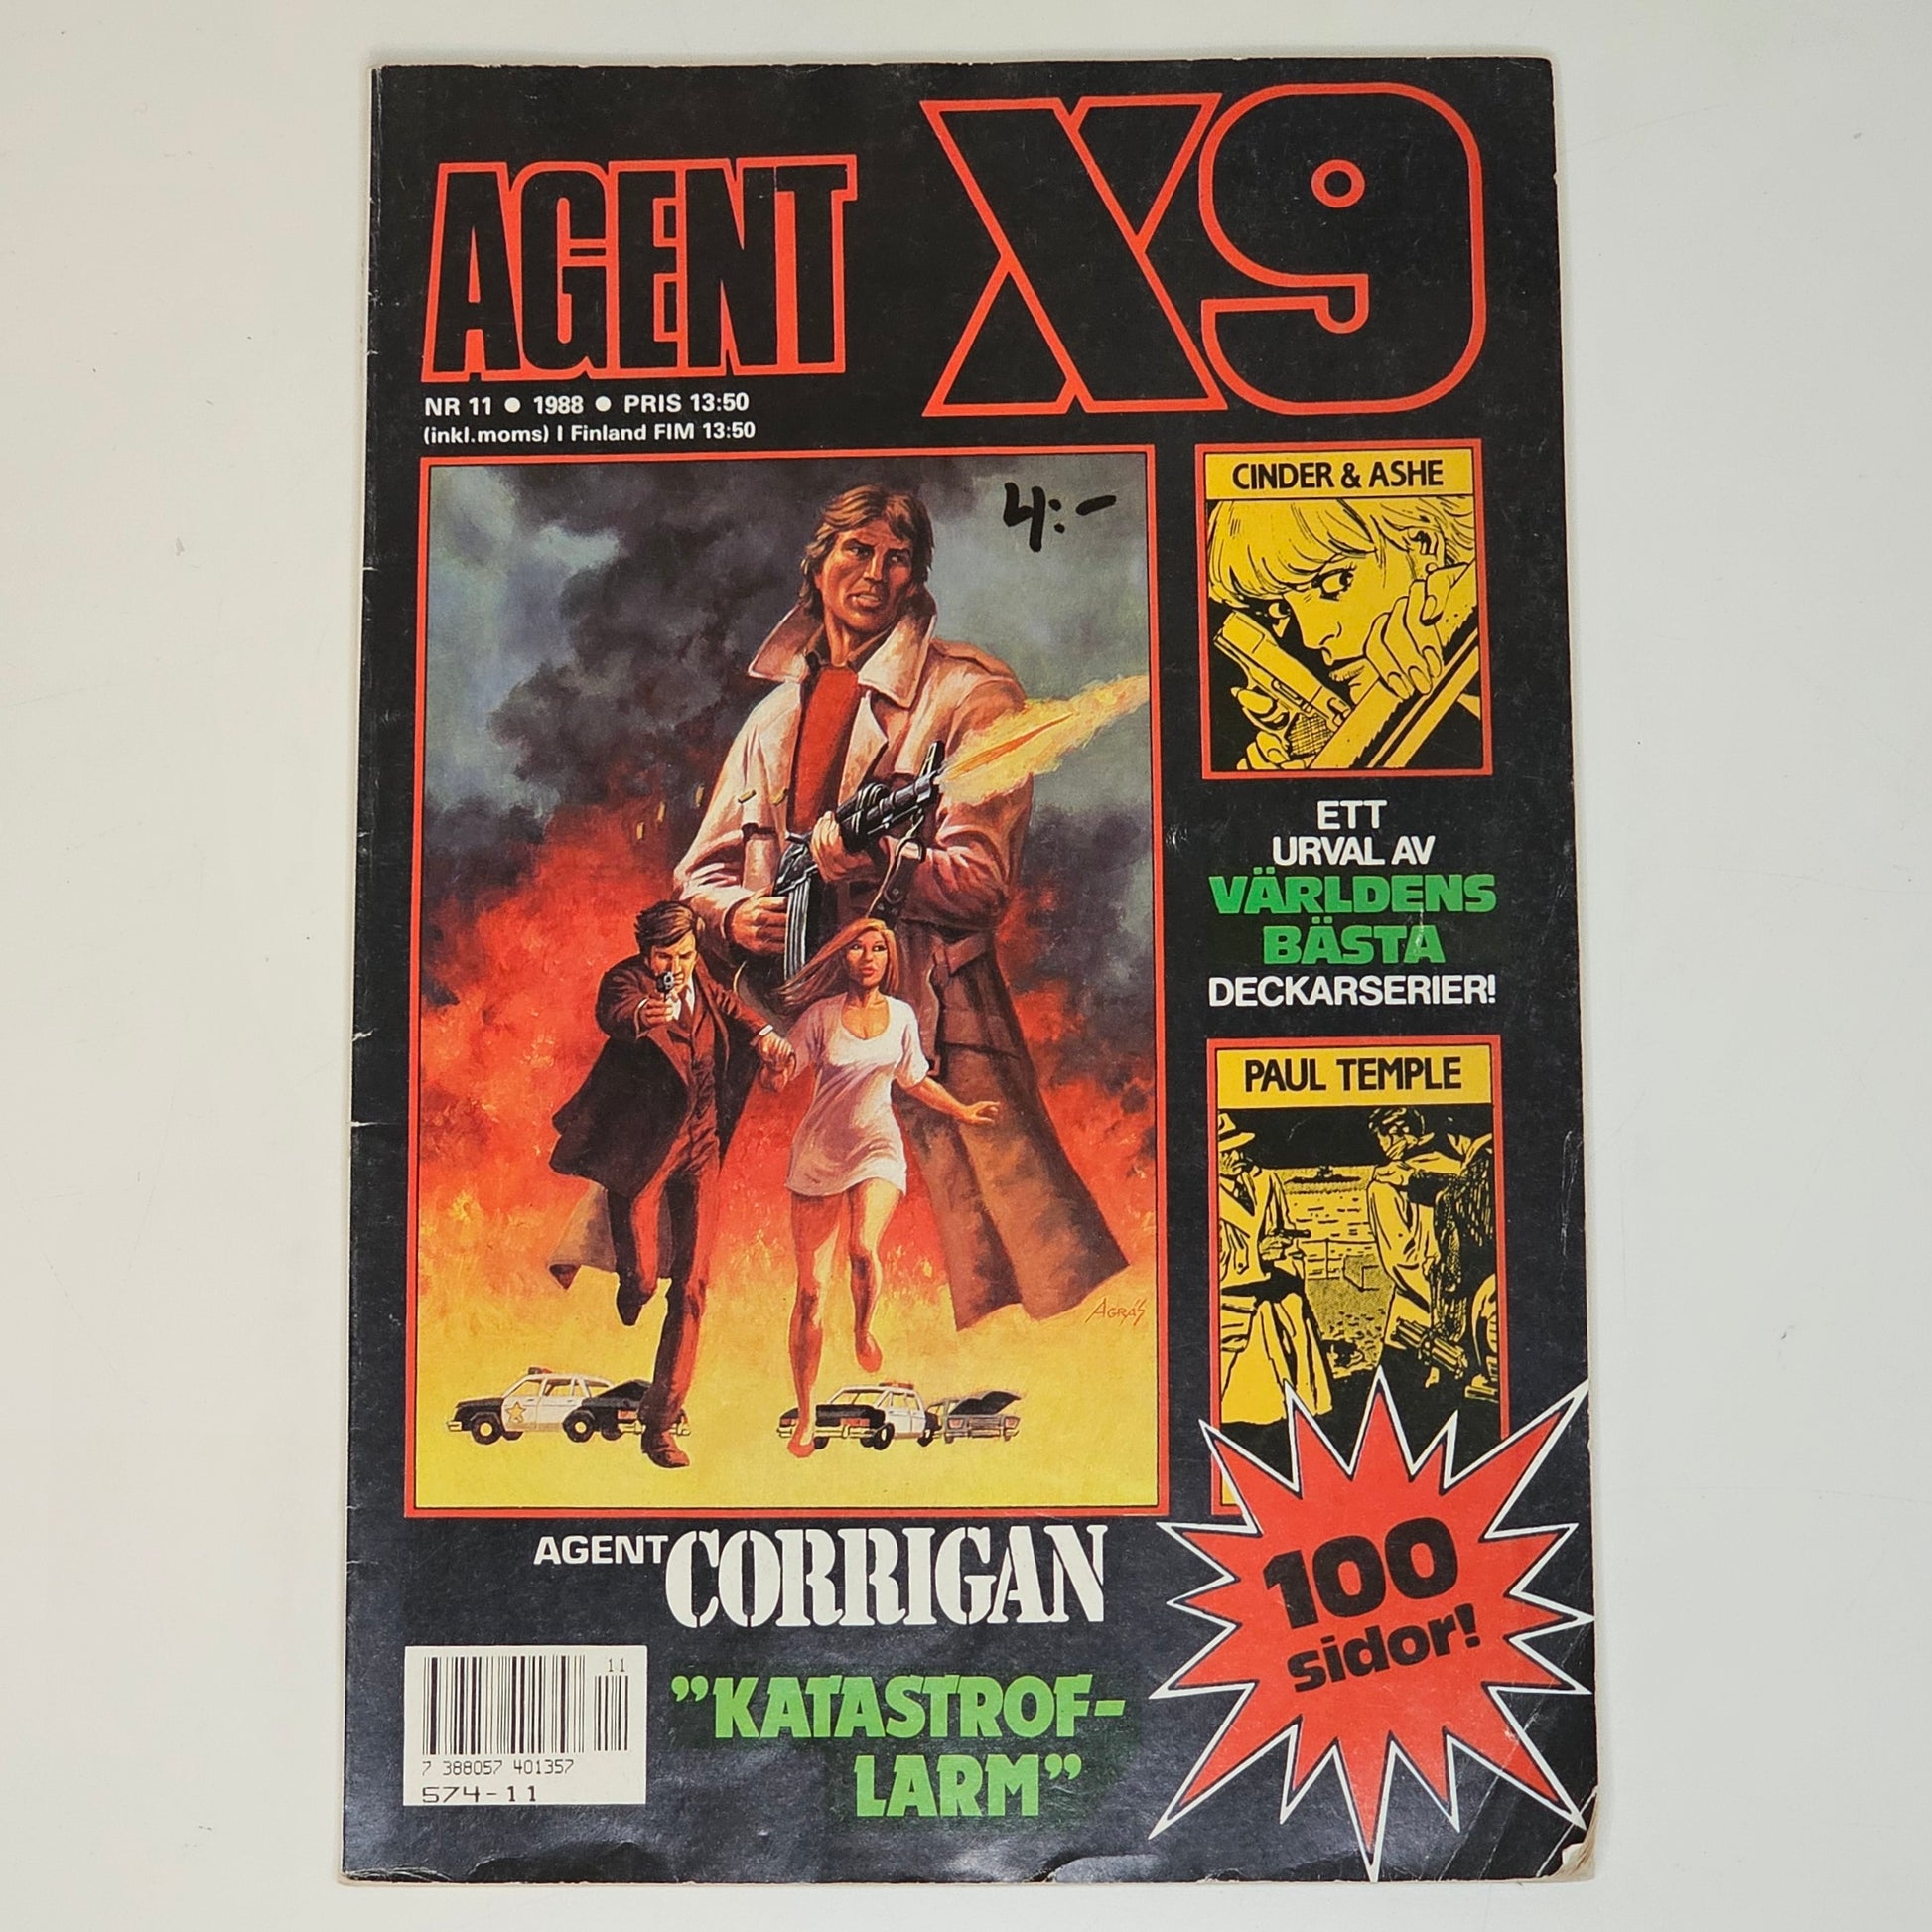 AGENT X9
NR 11 ● 1988 ● PRIS 13:50
(inkl.moms) I Finland FIM 13:50
4:-
CINDER & ASHE
ETT
URVAL AV
VÄRLDENS
BÄSTA
DECKARSERIER!
PAUL TEMPLE
AGRÁS
AGENT CORRIGAN
"KATASTROF-
LARM"
100
sidor!
11
7 388057 401357
574-11